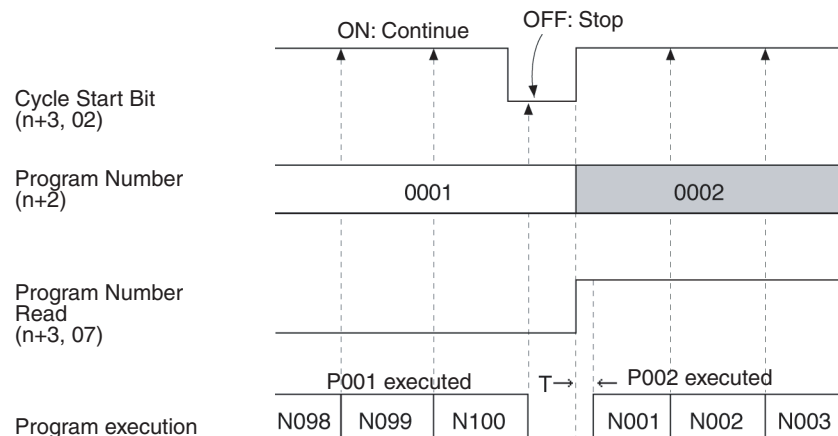 ON: Continue
OFF: Stop
Cycle Start Bit
(n+3, 02)
Program Number
(n+2)
0001
0002
Program Number
Read
(n+3, 07)
P001 executed
T
P002 executed
Program execution
N098
N099
N100
N001
N002
N003